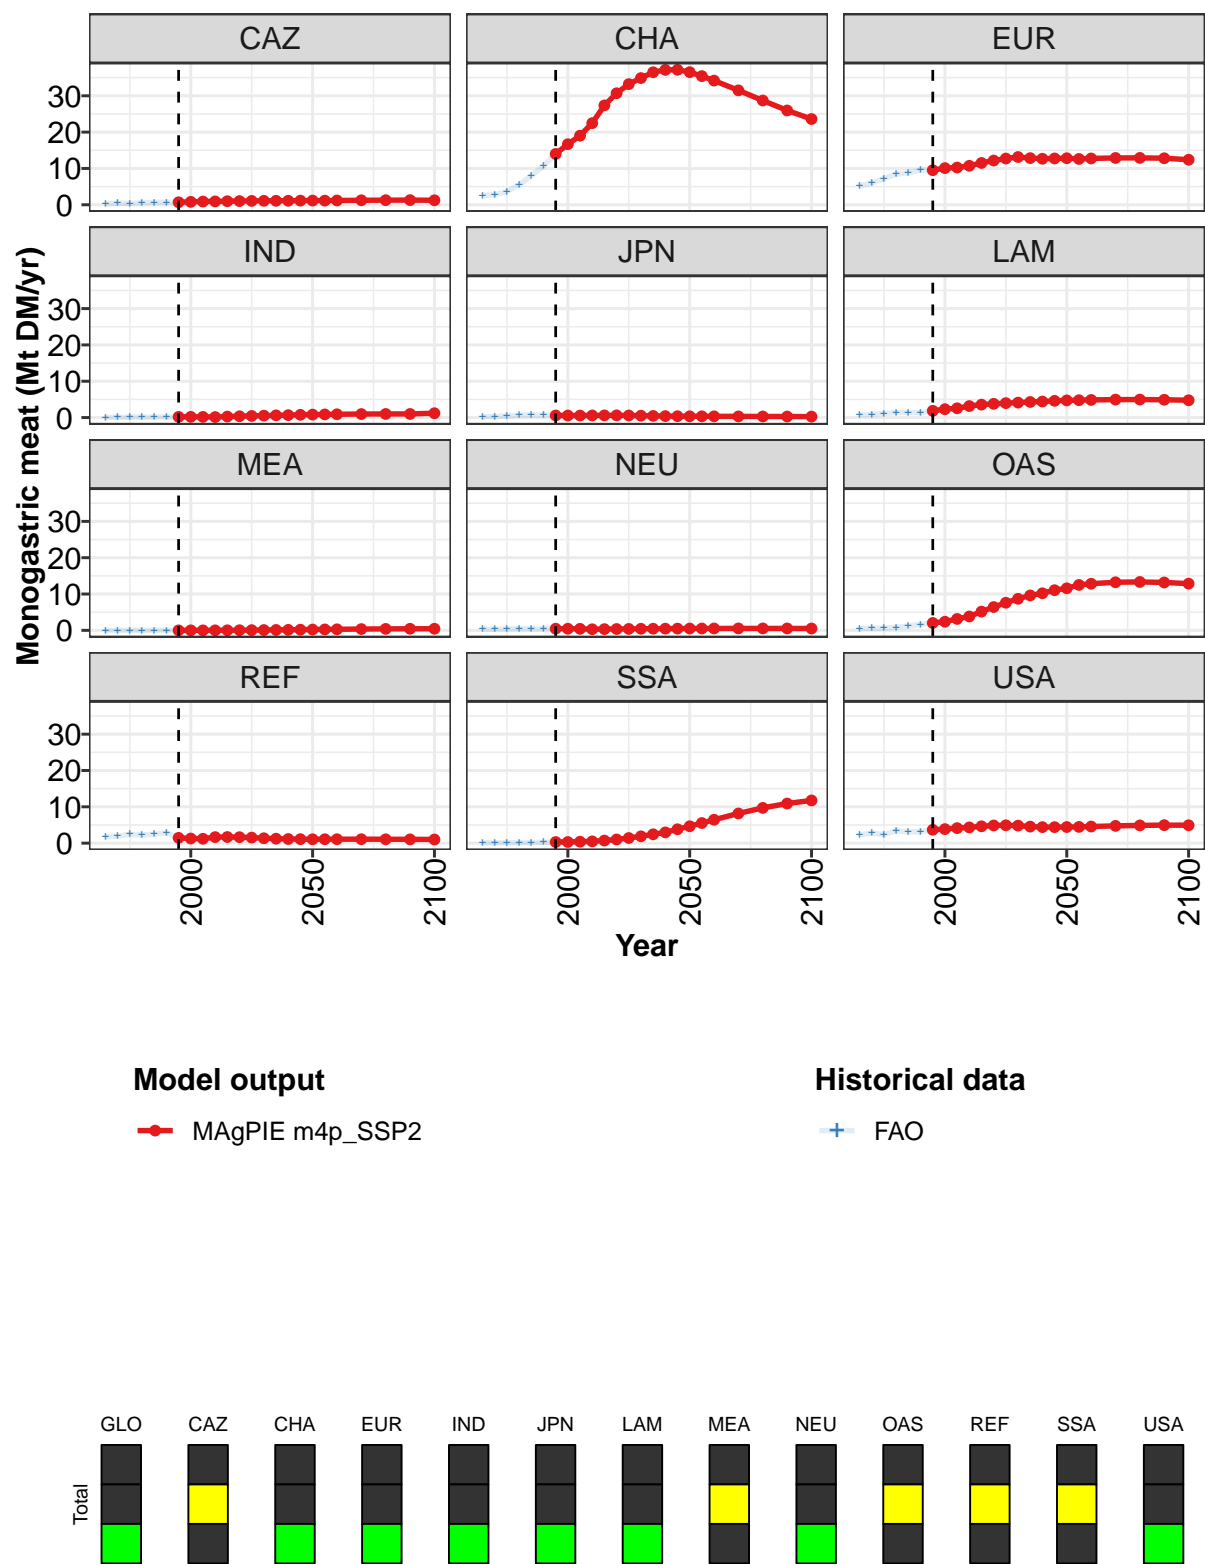 CAZ CHA EUR
30
20
10
0
IND JPN LAM
30
20
10
0
MEA NEU OAS
30
20
10
0
REF SSA USA
30
20
10
0
Monogastric meat (Mt DM/yr)
2000 2050 2100 2000 2050 2100 2000 2050 2100
Year
Model output Historical data
MAgPIE m4p_SSP2 FAO
GLO CAZ CHA EUR IND JPN LAM MEA NEU OAS REF SSA USA
Total